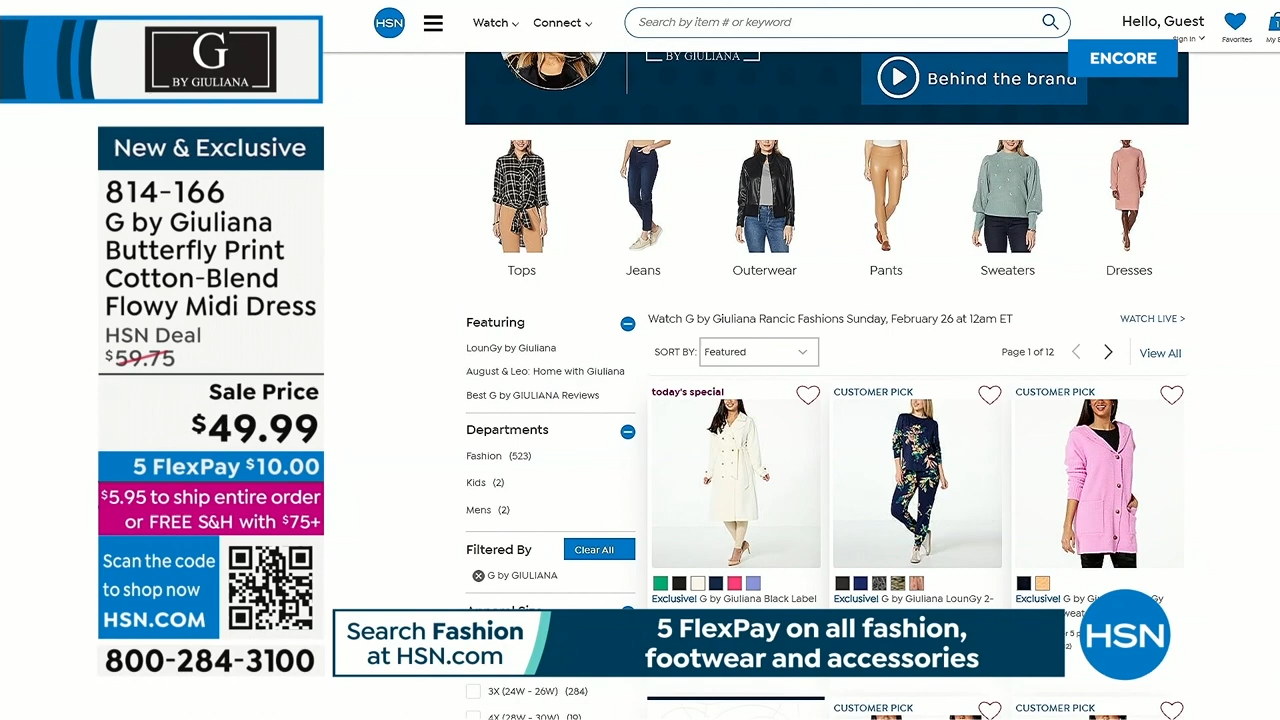 G
BY GIULIANA
New & Exclusive
814-166
G by Giuliana
Butterfly Print
Cotton-Blend
Flowy Midi Dress
HSN Deal
$59.75
Sale Price
$49.99
5 FlexPay $10.00
$5.95 to ship entire order
or FREE S&H with $75+
Scan the code
to shop now
HSN.COM
800-284-3100
HSN
Watch
Connect
Search by item # or keyword
Hello, Guest
Sign In
Favorites
ENCORE
BY GIULIANA
Behind the brand
Tops
Jeans
Outerwear
Pants
Sweaters
Dresses
Featuring
LounGy by Giuliana
August & Leo: Home with Giuliana
Best G by GIULIANA Reviews
Departments
Fashion (523)
Kids (2)
Mens (2)
Filtered By
Clear All
G by GIULIANA
3X (24W - 26W) (284)
4X (28W - 30W) (19)
Watch G by Giuliana Rancic Fashions Sunday, February 26 at 12am ET
WATCH LIVE >
SORT BY: Featured
Page 1 of 12
View All
today's special
CUSTOMER PICK
CUSTOMER PICK
Exclusive! G by Giuliana Black Label
Exclusive! G by Giuliana LounGy 2-
Exclusive! G by
CUSTOMER PICK
CUSTOMER PICK
Search Fashion
at HSN.com
5 FlexPay on all fashion,
footwear and accessories
HSN